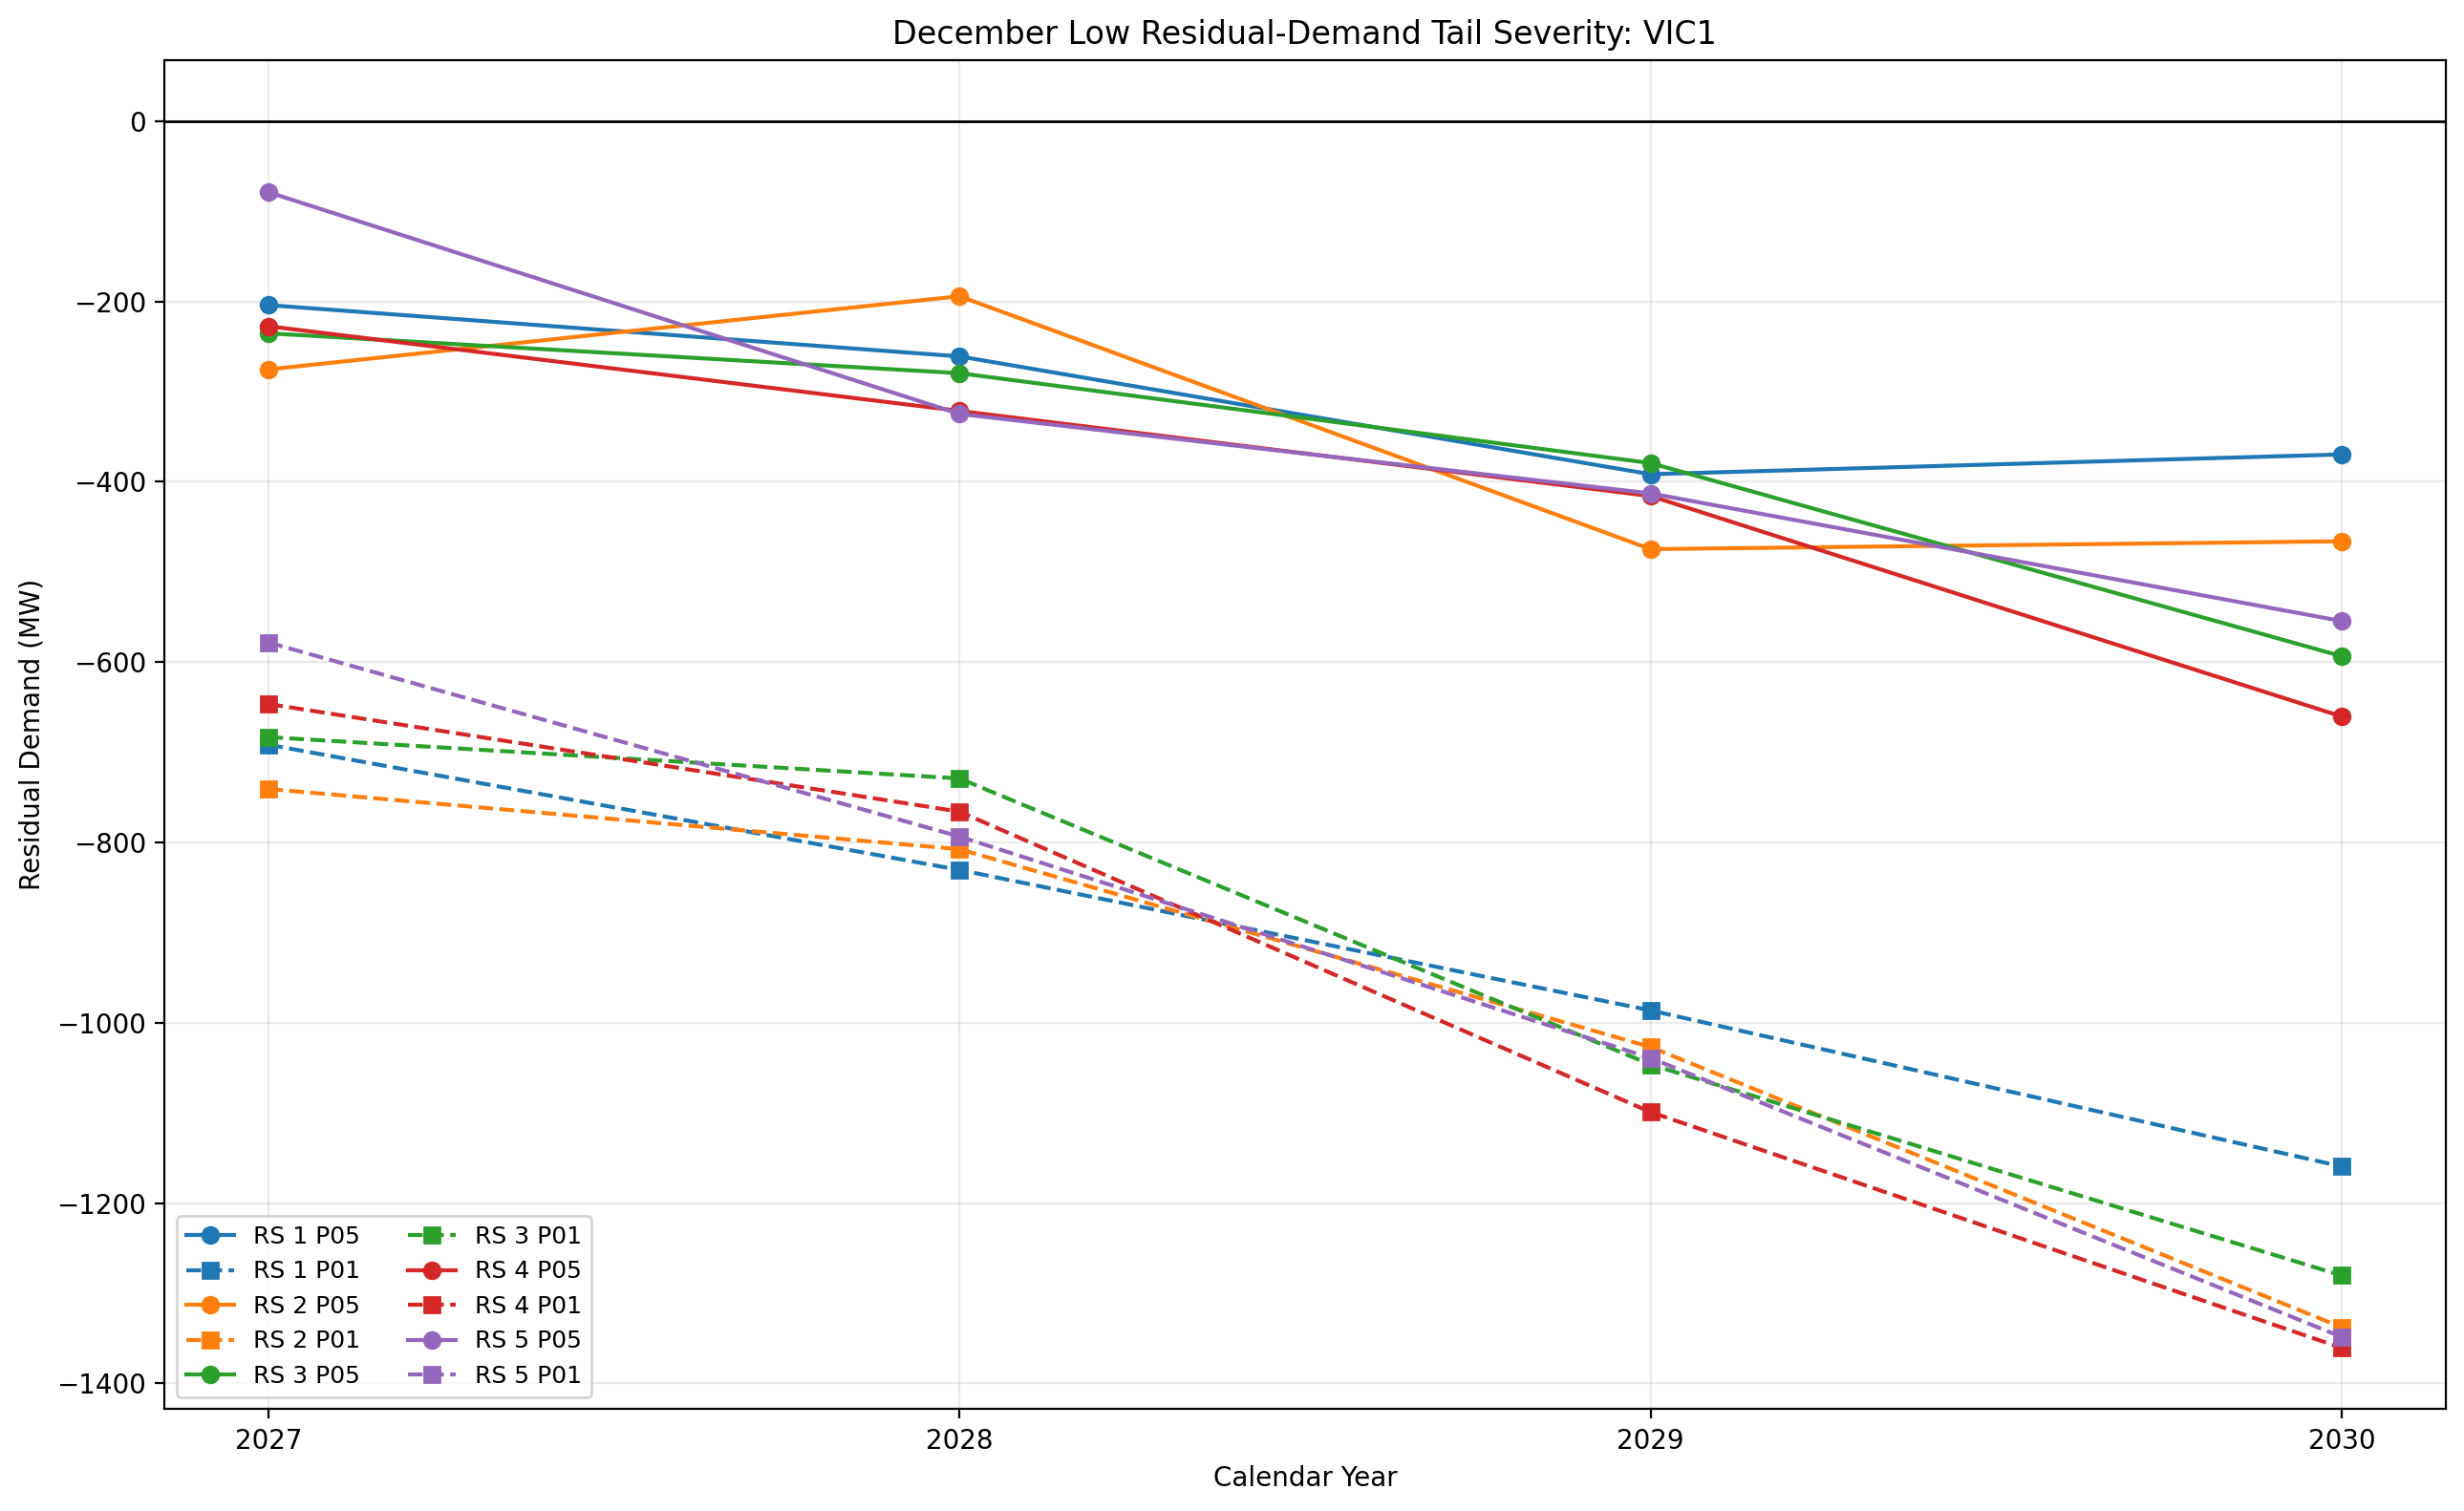 December Low Residual-Demand Tail Severity: VIC1
Residual Demand (MW)
0
−200
−400
−600
−800
−1000
−1200
−1400
RS 1 P05
RS 1 P01
RS 2 P05
RS 2 P01
RS 3 P05
RS 3 P01
RS 4 P05
RS 4 P01
RS 5 P05
RS 5 P01
2027 2028 2029 2030
Calendar Year